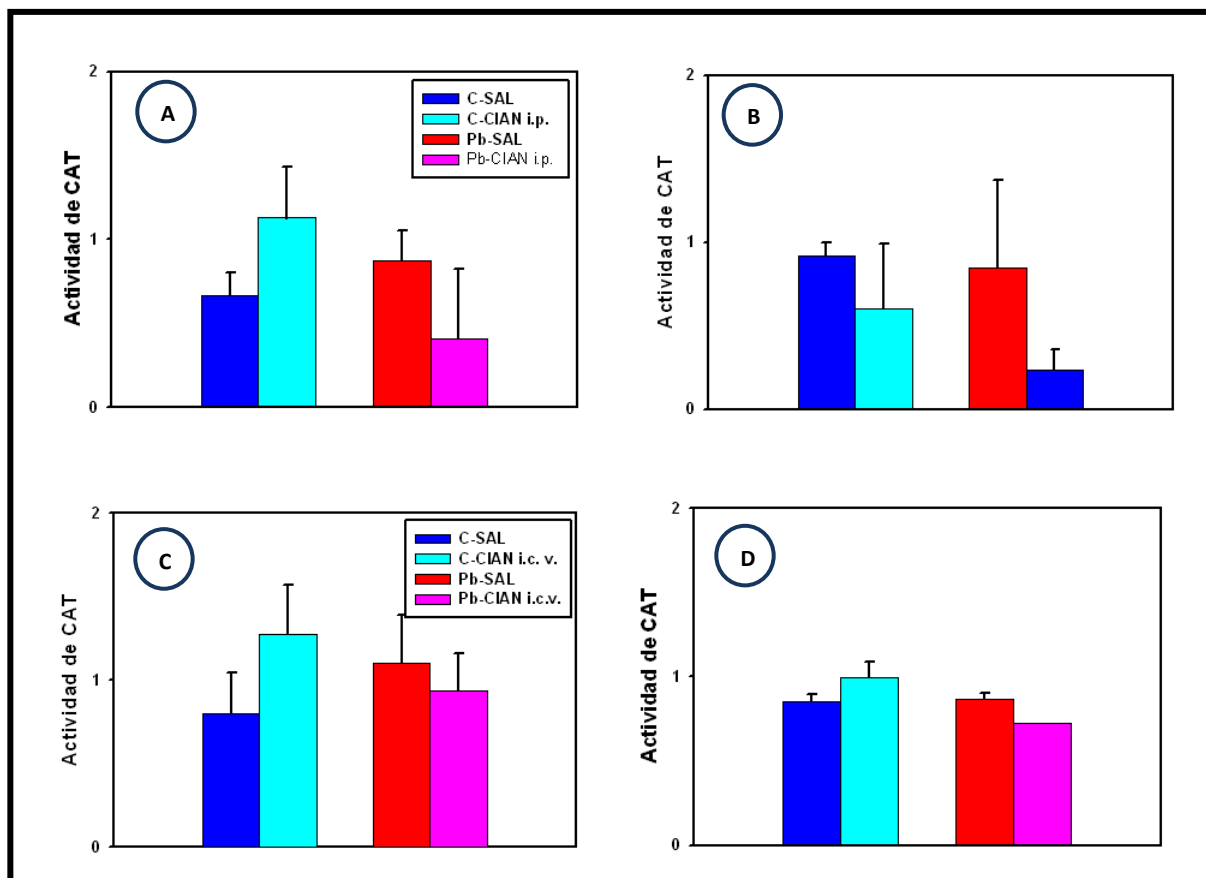 A
2
1
0
Actividad de CAT
C-SAL
C-CIAN i.p.
Pb-SAL
Pb-CIAN i.p.
B
2
1
0
Actividad de CAT
C
2
1
0
Actividad de CAT
C-SAL
C-CIAN i.c. v.
Pb-SAL
Pb-CIAN i.c.v.
D
2
1
0
Actividad de CAT